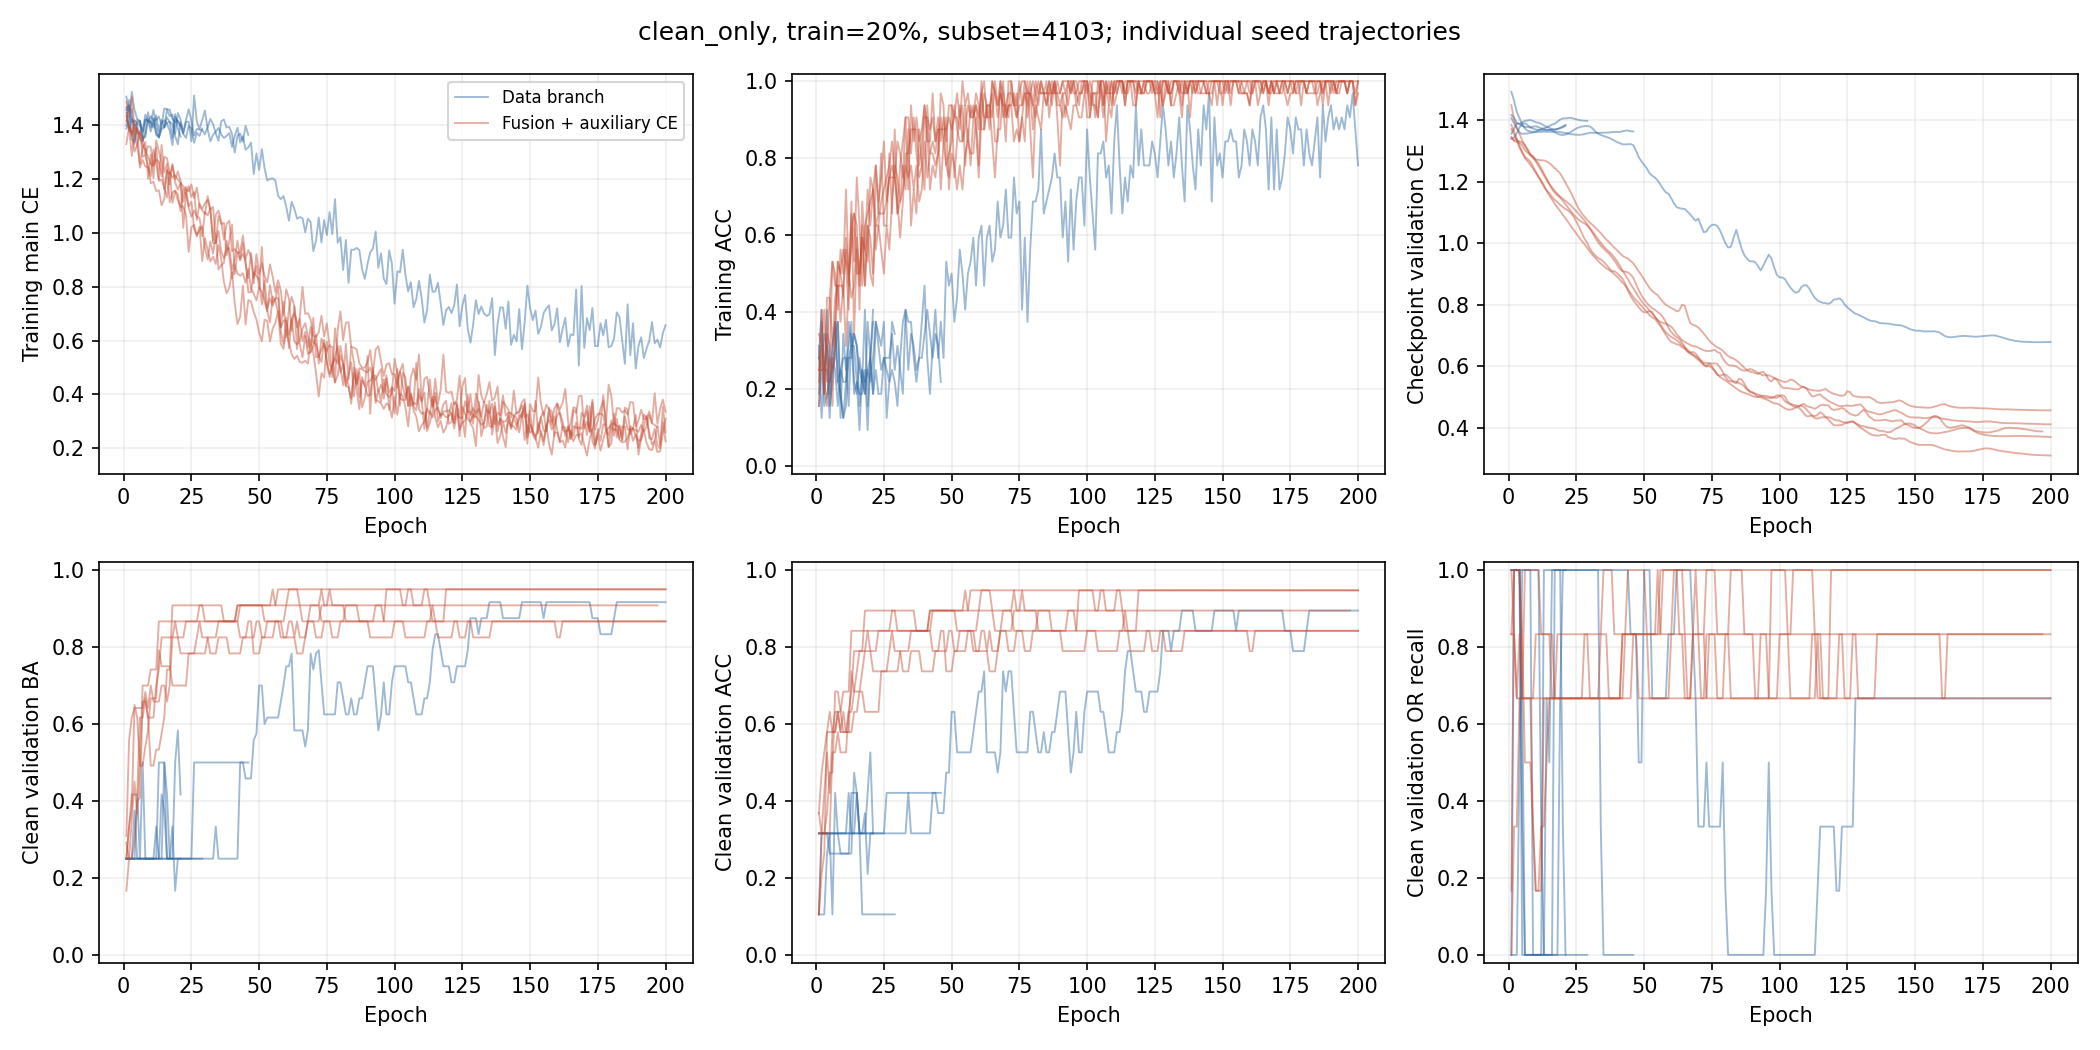 clean_only, train=20%, subset=4103; individual seed trajectories
Training main CE
1.4
1.2
1.0
0.8
0.6
0.4
0.2
0 25 50 75 100 125 150 175 200
Epoch
Data branch
Fusion + auxiliary CE
Training ACC
1.0
0.8
0.6
0.4
0.2
0.0
0 25 50 75 100 125 150 175 200
Epoch
Checkpoint validation CE
1.4
1.2
1.0
0.8
0.6
0.4
0 25 50 75 100 125 150 175 200
Epoch
Clean validation BA
1.0
0.8
0.6
0.4
0.2
0.0
0 25 50 75 100 125 150 175 200
Epoch
Clean validation ACC
1.0
0.8
0.6
0.4
0.2
0.0
0 25 50 75 100 125 150 175 200
Epoch
Clean validation OR recall
1.0
0.8
0.6
0.4
0.2
0.0
0 25 50 75 100 125 150 175 200
Epoch